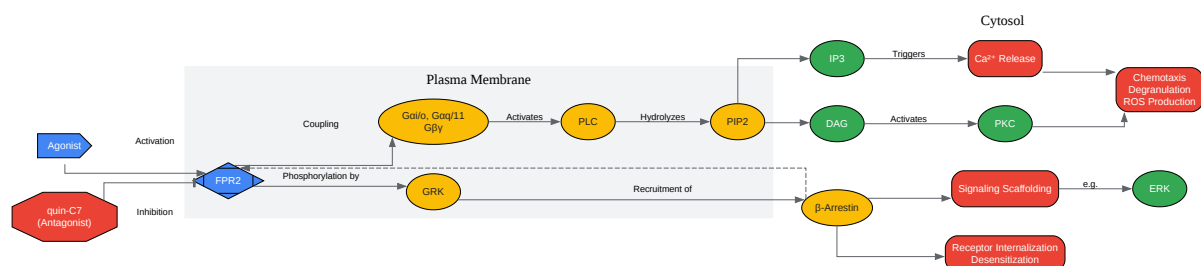 Cytosol
Plasma Membrane
IP3
Triggers
Ca²⁺ Release
Chemotaxis
Degranulation
ROS Production
Gαi/o, Gαq/11
Gβγ
Activates
PLC
Hydrolyzes
PIP2
DAG
Activates
PKC
Coupling
Agonist
Activation
FPR2
Phosphorylation by
GRK
Recruitment of
β-Arrestin
Signaling Scaffolding
e.g.
ERK
quin-C7
(Antagonist)
Inhibition
Receptor Internalization
Desensitization